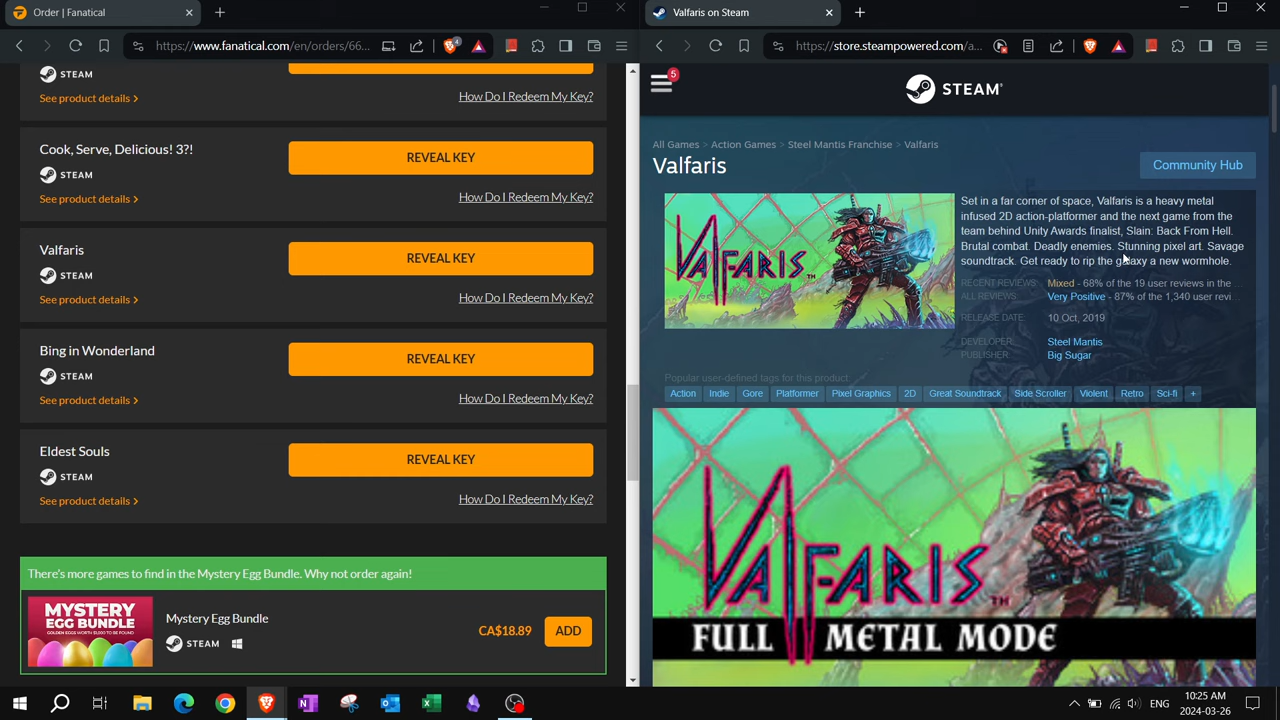 Order | Fanatical
https://www.fanatical.com/en/orders/66...
4
STEAM
See product details >
How Do I Redeem My Key?
Cook, Serve, Delicious! 3?!
REVEAL KEY
STEAM
See product details >
How Do I Redeem My Key?
Valfaris
REVEAL KEY
STEAM
See product details >
How Do I Redeem My Key?
Bing in Wonderland
REVEAL KEY
STEAM
See product details >
How Do I Redeem My Key?
Eldest Souls
REVEAL KEY
STEAM
See product details >
How Do I Redeem My Key?
There's more games to find in the Mystery Egg Bundle. Why not order again!
MYSTERY
EGG BUNDLE
Mystery Egg Bundle
STEAM
CA$18.89
ADD
Valfaris on Steam
https://store.steampowered.com/a...
5
STEAM®
All Games > Action Games > Steel Mantis Franchise > Valfaris
Valfaris
Community Hub
VALFARIS™
Set in a far corner of space, Valfaris is a heavy metal
infused 2D action-platformer and the next game from the
team behind Unity Awards finalist, Slain: Back From Hell.
Brutal combat. Deadly enemies. Stunning pixel art. Savage
soundtrack. Get ready to rip the galaxy a new wormhole.
RECENT REVIEWS: Mixed - 68% of the 19 user reviews in the ...
ALL REVIEWS: Very Positive - 87% of the 1,340 user revi...
RELEASE DATE: 10 Oct, 2019
DEVELOPER: Steel Mantis
PUBLISHER: Big Sugar
Popular user-defined tags for this product:
Action Indie Gore Platformer Pixel Graphics 2D Great Soundtrack Side Scroller Violent Retro Sci-fi +
VALFARIS™
FULL METAL MODE
ENG
10:25 AM
2024-03-26